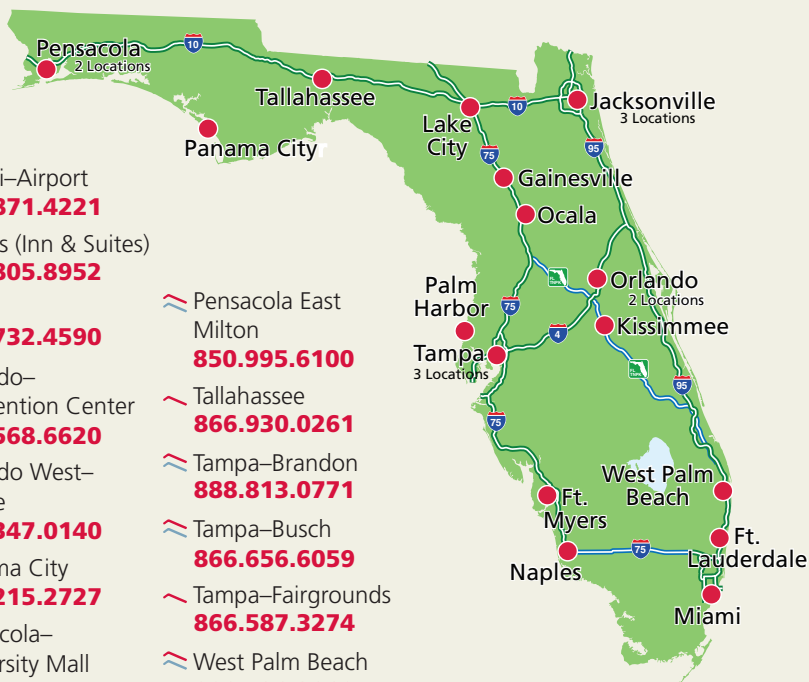 Pensacola
2 Locations
10
Tallahassee
Panama City
Lake
City
10
Jacksonville
3 Locations
75
95
Gainesville
Ocala
Palm
Harbor
75
Orlando
2 Locations
Kissimmee
4
Tampa
3 Locations
95
75
West Palm
Beach
Ft.
Myers
Naples
75
Ft.
Lauderdale
Miami
i–Airport
371.4221
s (Inn & Suites)
305.8952
732.4590
do–
ention Center
568.6620
do West–
e
347.0140
ma City
215.2727
cola–
rsity Mall
Pensacola East
Milton
850.995.6100
Tallahassee
866.930.0261
Tampa–Brandon
888.813.0771
Tampa–Busch
866.656.6059
Tampa–Fairgrounds
866.587.3274
West Palm Beach